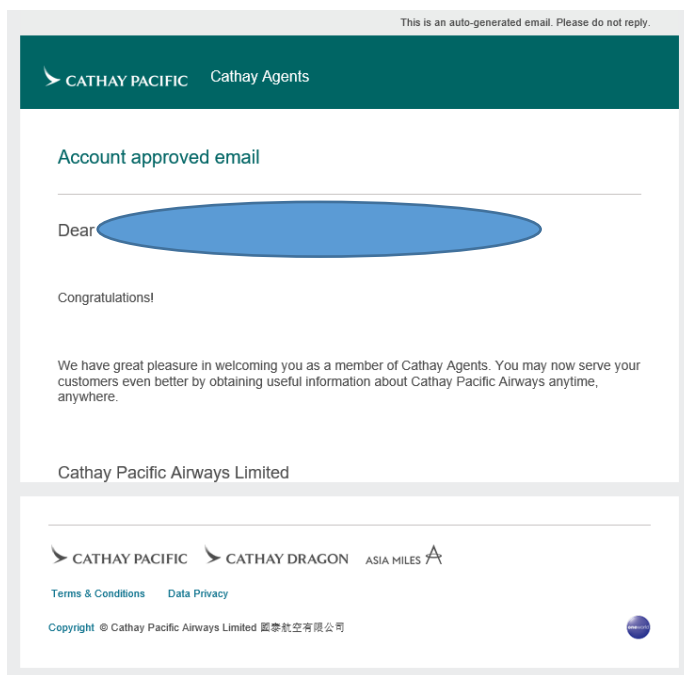 This is an auto-generated email. Please do not reply.
CATHAY PACIFIC Cathay Agents
Account approved email
Dear
Congratulations!
We have great pleasure in welcoming you as a member of Cathay Agents. You may now serve your
customers even better by obtaining useful information about Cathay Pacific Airways anytime,
anywhere.
Cathay Pacific Airways Limited
CATHAY PACIFIC CATHAY DRAGON ASIA MILES
Terms & Conditions Data Privacy
Copyright © Cathay Pacific Airways Limited 國泰航空有限公司
oneworld